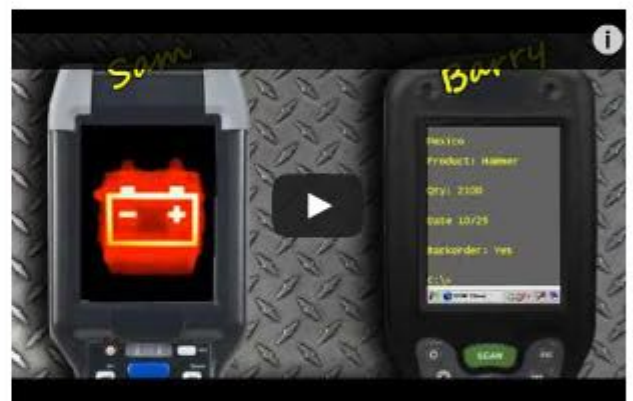 Sam
Barry
Mexico
Product: Hammer
Qty: 2100
Date 10/25
Backorder: Yes
C:\>
SCAN